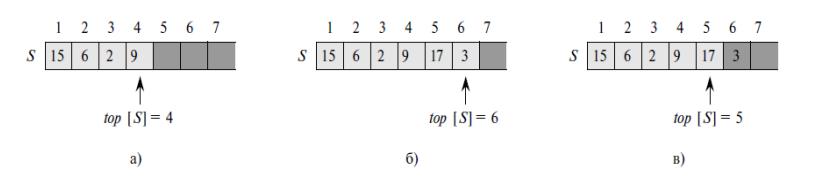 1 2 3 4 5 6 7
S 15 6 2 9
top [S] = 4
а)
1 2 3 4 5 6 7
S 15 6 2 9 17 3
top [S] = 6
б)
1 2 3 4 5 6 7
S 15 6 2 9 17 3
top [S] = 5
в)